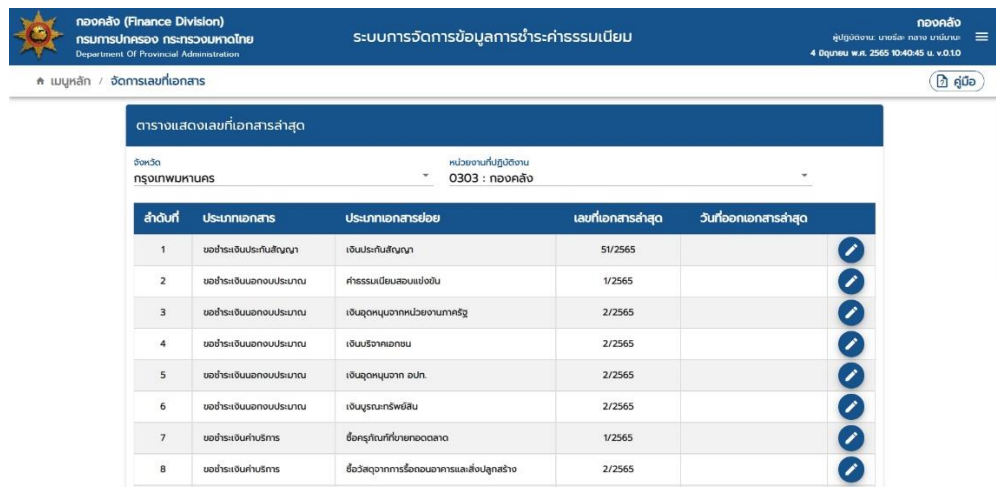 กองคลัง (Finance Division)
กรมการปกครอง กระทรวงมหาดไทย
Department Of Provincial Administration
ระบบการจัดการข้อมูลการชำระค่าธรรมเนียม
กองคลัง
ผู้ปฏิบัติงาน: นายธีละ กลาง มานีมานะ
4 มิถุนายน พ.ศ. 2565 10:40:45 น. v.0.1.0
เมนูหลัก / จัดการเลขที่เอกสาร
คู่มือ
ตารางแสดงเลขที่เอกสารล่าสุด
จังหวัด หน่วยงานที่ปฏิบัติงาน
กรุงเทพมหานคร 0303 : กองคลัง
ลำดับที่ ประเภทเอกสาร ประเภทเอกสารย่อย เลขที่เอกสารล่าสุด วันที่ออกเอกสารล่าสุด
1 ขอชำระเงินประกันสัญญา เงินประกันสัญญา 51/2565
2 ขอชำระเงินนอกงบประมาณ ค่าธรรมเนียมสอบแข่งขัน 1/2565
3 ขอชำระเงินนอกงบประมาณ เงินอุดหนุนจากหน่วยงานภาครัฐ 2/2565
4 ขอชำระเงินนอกงบประมาณ เงินบริจาคเอกชน 2/2565
5 ขอชำระเงินนอกงบประมาณ เงินอุดหนุนจาก อปท. 2/2565
6 ขอชำระเงินนอกงบประมาณ เงินบูรณะทรัพย์สิน 2/2565
7 ขอชำระเงินค่าบริการ ซื้อครุภัณฑ์ที่ขายทอดตลาด 1/2565
8 ขอชำระเงินค่าบริการ ซื้อวัสดุจากการรื้อถอนอาคารและสิ่งปลูกสร้าง 2/2565